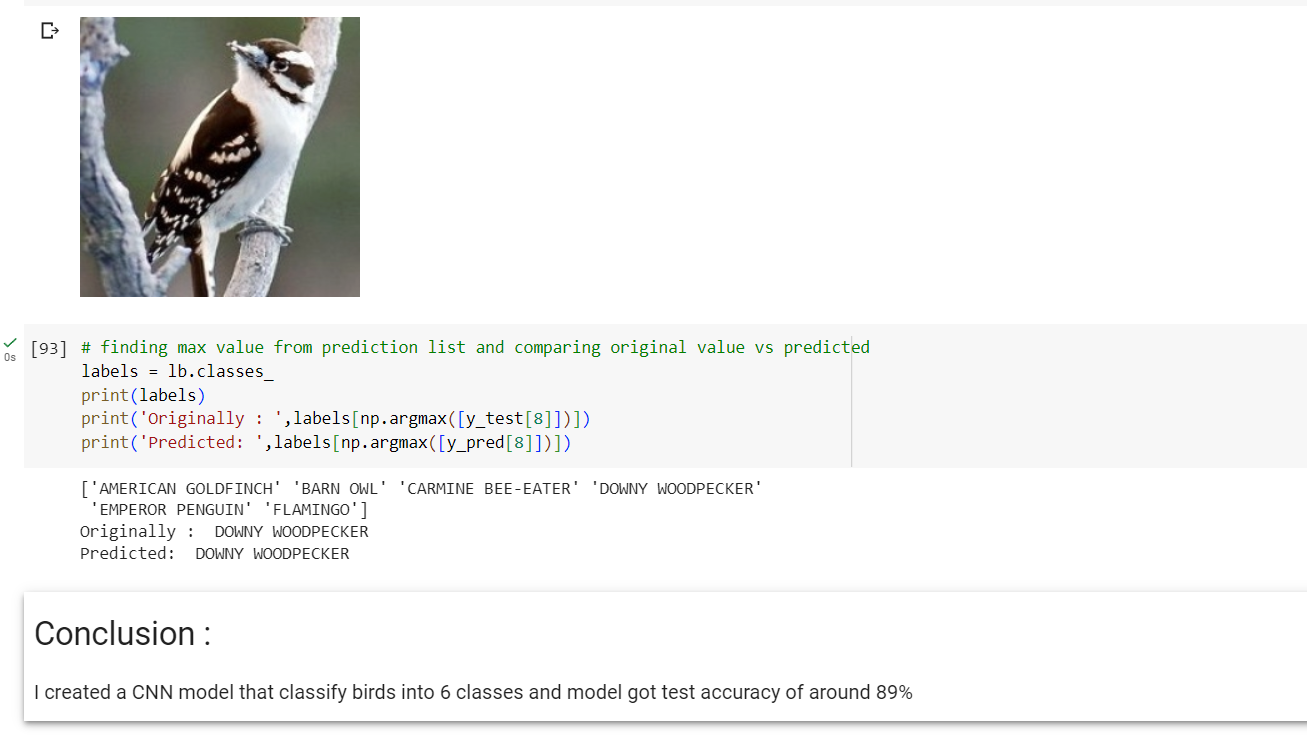 [93] # finding max value from prediction list and comparing original value vs predicted
0s
labels = lb.classes_
print(labels)
print('Originally : ',labels[np.argmax([y_test[8]])])
print('Predicted: ',labels[np.argmax([y_pred[8]])])
['AMERICAN GOLDFINCH' 'BARN OWL' 'CARMINE BEE-EATER' 'DOWNY WOODPECKER'
'EMPEROR PENGUIN' 'FLAMINGO']
Originally :  DOWNY WOODPECKER
Predicted:  DOWNY WOODPECKER
Conclusion :
I created a CNN model that classify birds into 6 classes and model got test accuracy of around 89%